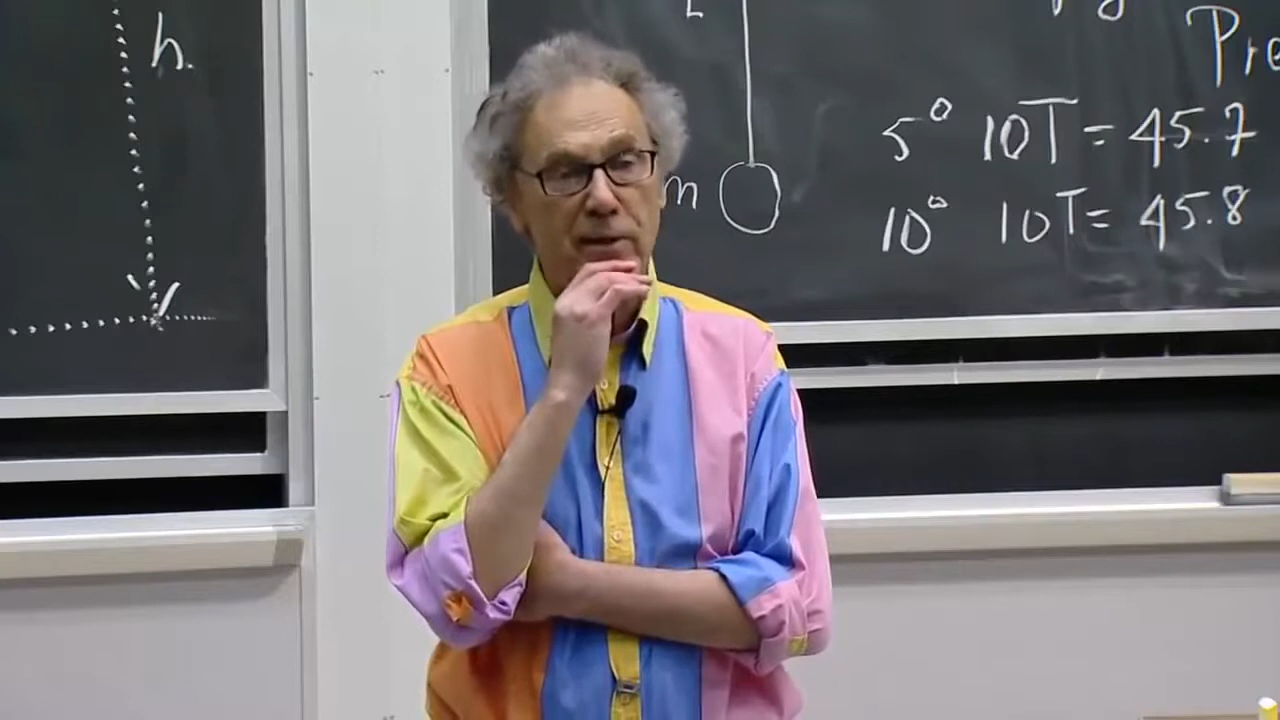 h.
L
m
Pre
5° 10T = 45.7
10° 10T = 45.8